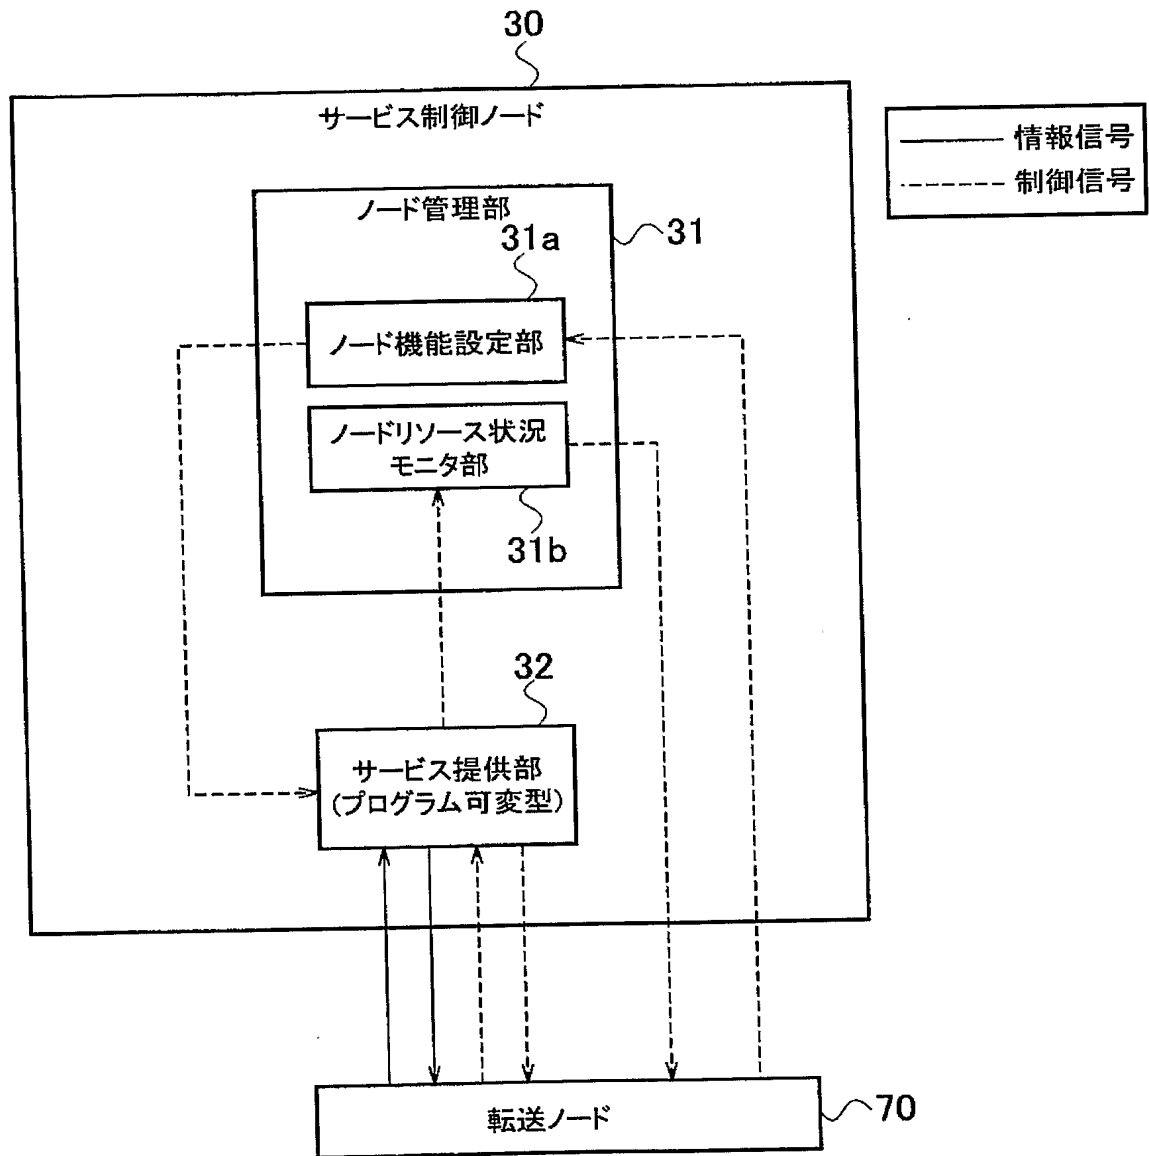 30
サービス制御ノード
情報信号
制御信号
ノード管理部
31
31a
ノード機能設定部
ノードリソース状況
モニタ部
31b
32
サービス提供部
(プログラム可変型)
転送ノード
70